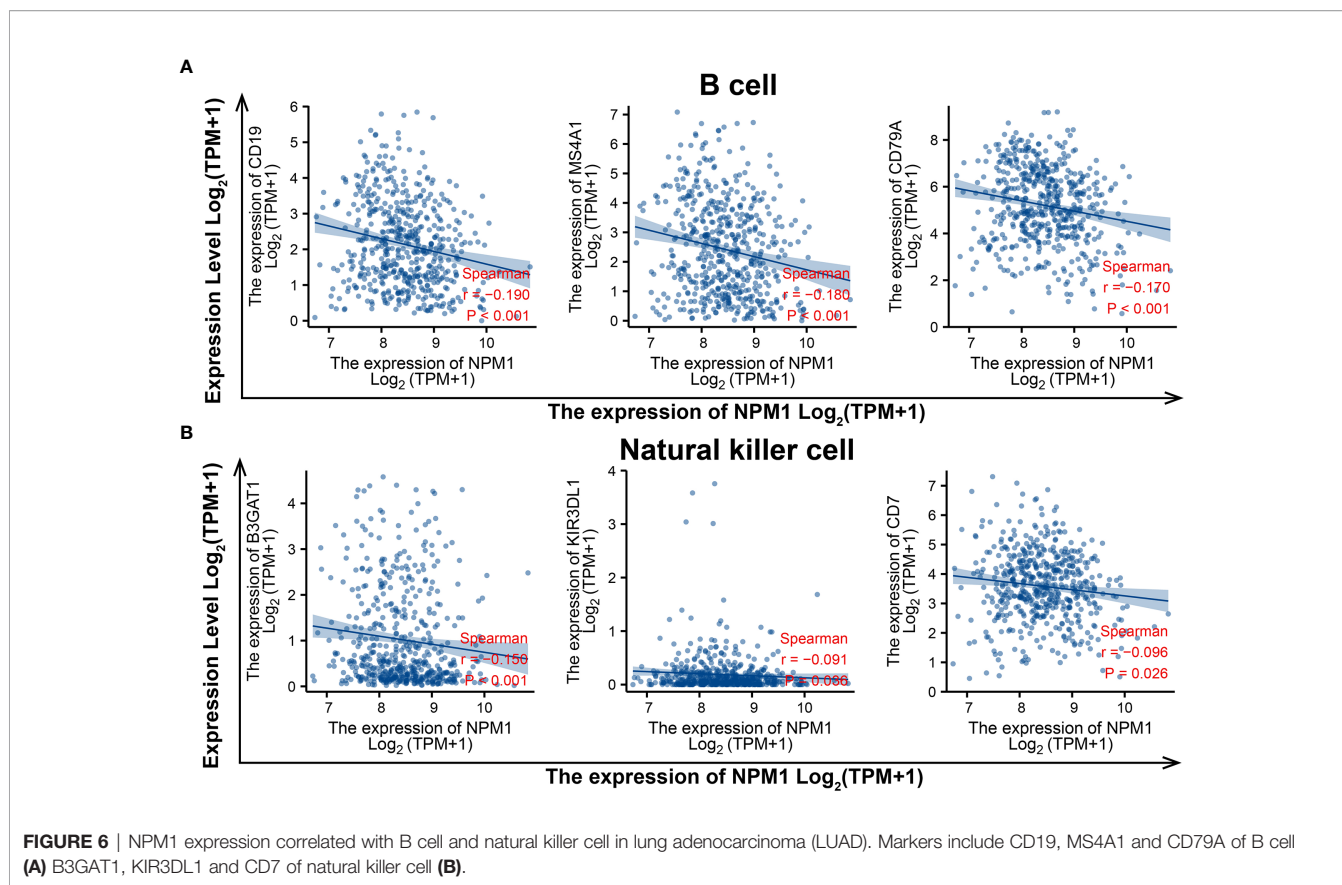 A
B cell
Expression Level Log2(TPM+1)
The expression of CD19
Log2 (TPM+1)
6
5
4
3
2
1
0
Spearman
r = −0.190
P < 0.001
7 8 9 10
The expression of NPM1
Log2 (TPM+1)
The expression of MS4A1
Log2 (TPM+1)
7
6
5
4
3
2
1
0
Spearman
r = −0.180
P < 0.001
7 8 9 10
The expression of NPM1
Log2 (TPM+1)
The expression of CD79A
Log2 (TPM+1)
8
6
4
2
0
Spearman
r = −0.170
P < 0.001
7 8 9 10
The expression of NPM1
Log2 (TPM+1)
The expression of NPM1 Log2(TPM+1)
B
Natural killer cell
Expression Level Log2(TPM+1)
The expression of B3GAT1
Log2 (TPM+1)
4
3
2
1
0
Spearman
r = −0.150
P < 0.001
7 8 9 10
The expression of NPM1
Log2 (TPM+1)
The expression of KIR3DL1
Log2 (TPM+1)
4
3
2
1
0
Spearman
r = −0.091
P = 0.036
7 8 9 10
The expression of NPM1
Log2 (TPM+1)
The expression of CD7
Log2 (TPM+1)
7
6
5
4
3
2
1
0
Spearman
r = −0.096
P = 0.026
7 8 9 10
The expression of NPM1
Log2 (TPM+1)
The expression of NPM1 Log2(TPM+1)
FIGURE 6 | NPM1 expression correlated with B cell and natural killer cell in lung adenocarcinoma (LUAD). Markers include CD19, MS4A1 and CD79A of B cell
(A) B3GAT1, KIR3DL1 and CD7 of natural killer cell (B).